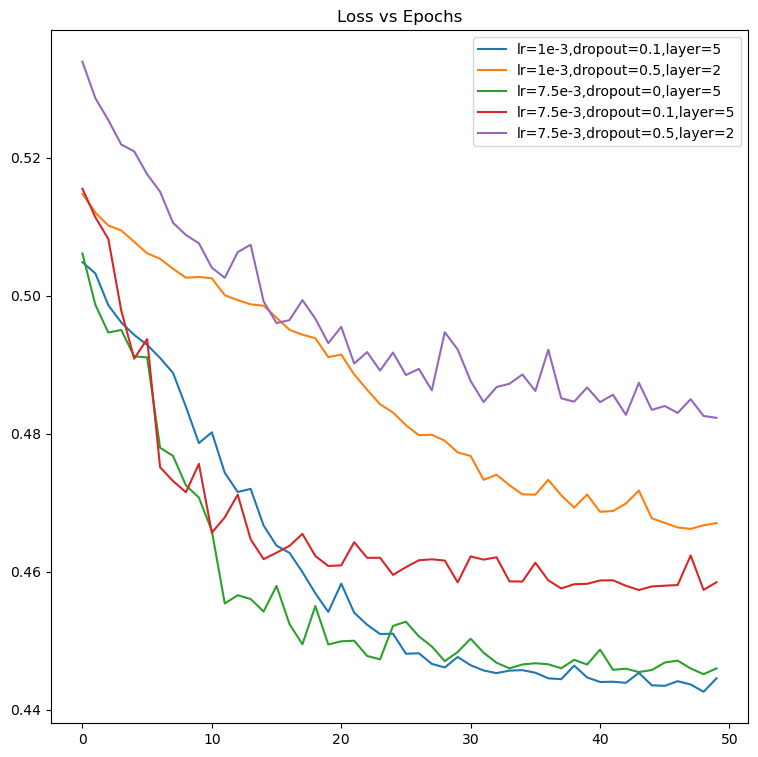 Loss vs Epochs
lr=1e-3,dropout=0.1,layer=5
lr=1e-3,dropout=0.5,layer=2
lr=7.5e-3,dropout=0,layer=5
lr=7.5e-3,dropout=0.1,layer=5
lr=7.5e-3,dropout=0.5,layer=2
0.52
0.50
0.48
0.46
0.44
0 10 20 30 40 50